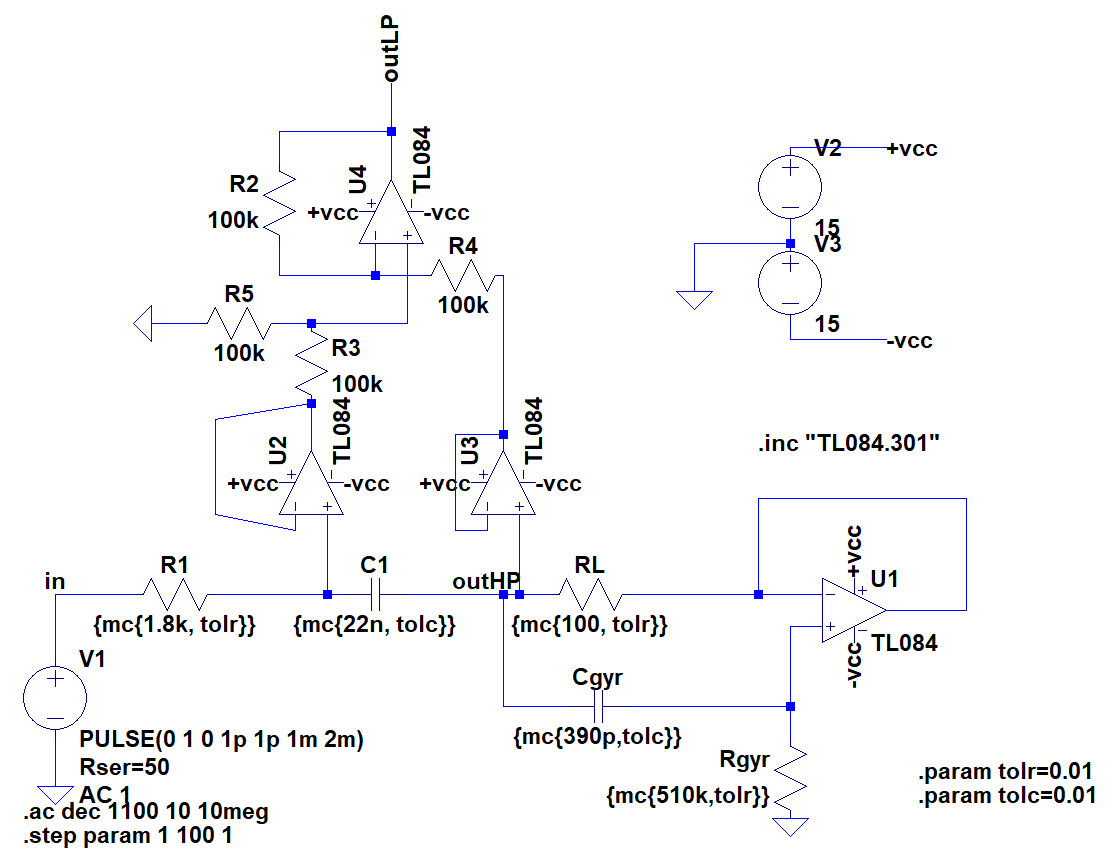 outLP
U4
TL084
R2
100k
+vcc
-vcc
R4
100k
R5
100k
R3
100k
V2
+vcc
15
V3
15
-vcc
U2
TL084
+vcc
-vcc
U3
TL084
+vcc
-vcc
.inc "TL084.301"
in
R1
{mc{1.8k, tolr}}
C1
{mc{22n, tolc}}
outHP
RL
{mc{100, tolr}}
+vcc
U1
TL084
-vcc
V1
PULSE(0 1 0 1p 1p 1m 2m)
Rser=50
AC 1
.ac dec 1100 10 10meg
.step param 1 100 1
Cgyr
{mc{390p,tolc}}
Rgyr
{mc{510k,tolr}}
.param tolr=0.01
.param tolc=0.01